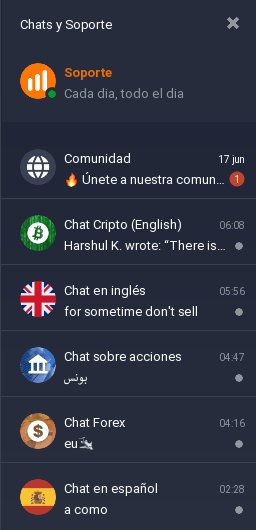 Chats y Soporte
Soporte
Cada dia, todo el dia
Comunidad 17 jun
🔥 Únete a nuestra comun... 1
Chat Cripto (English) 06:08
Harshul K. wrote: “There is...
Chat en inglés 05:56
for sometime don't sell
Chat sobre acciones 04:47
بونس
Chat Forex 04:16
eu
Chat en español 02:28
a como